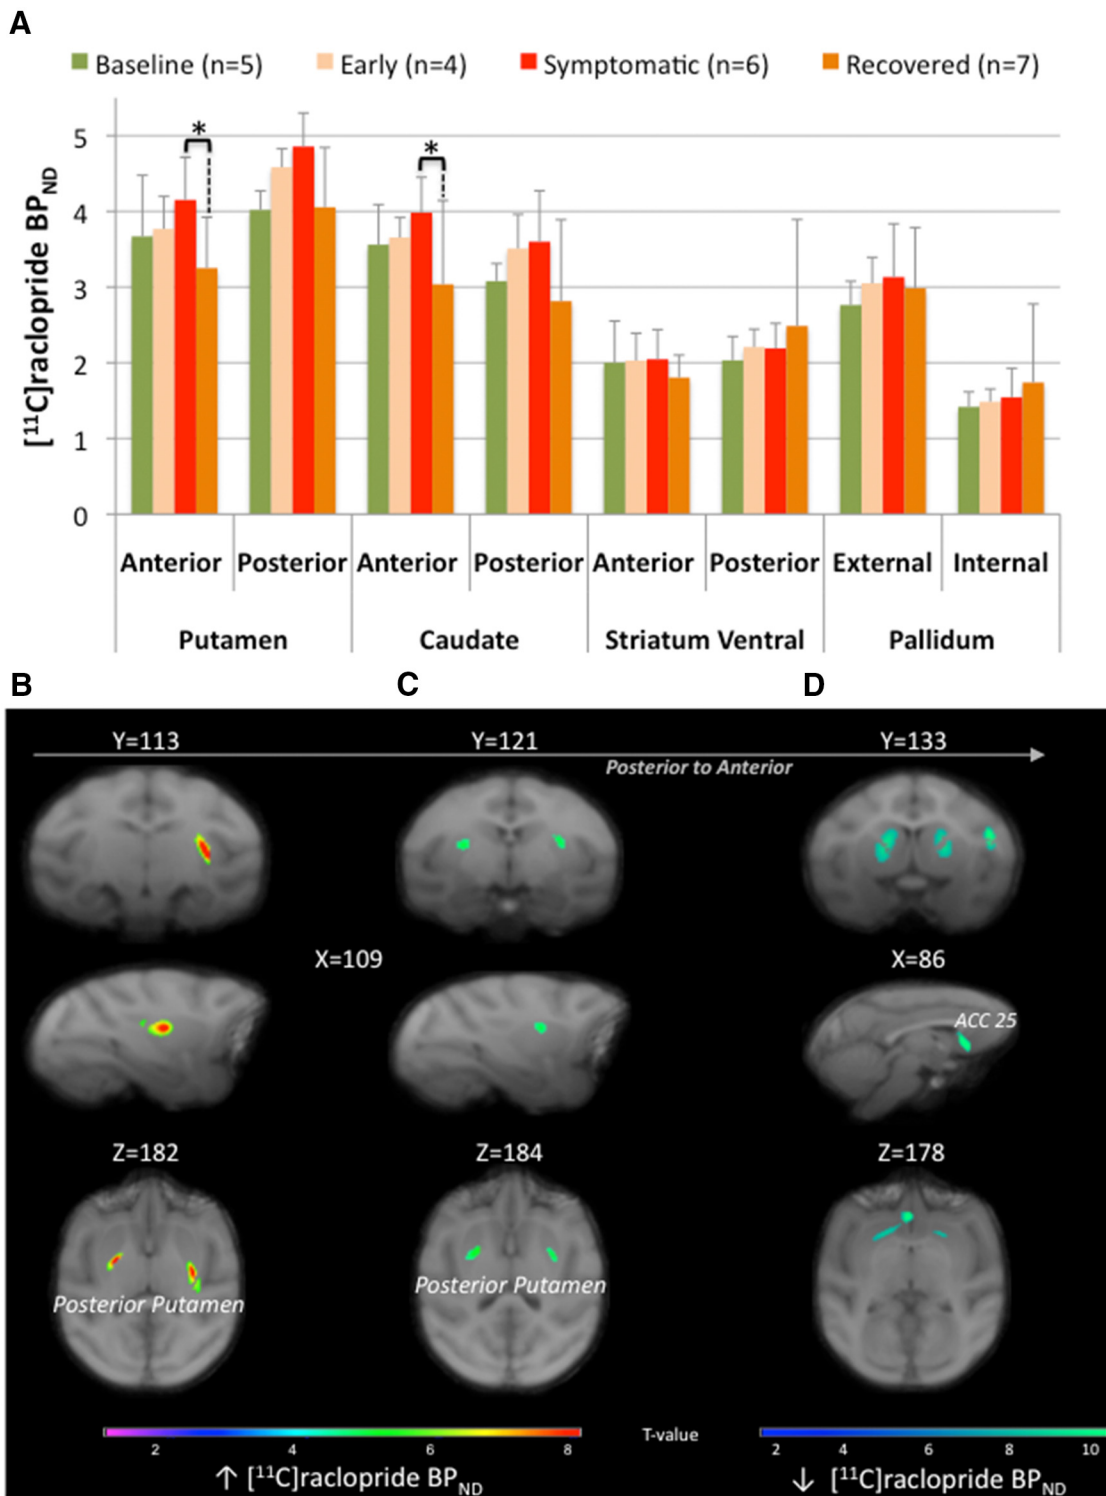 A
Baseline (n=5) Early (n=4) Symptomatic (n=6) Recovered (n=7)
[¹¹C]raclopride BP_ND
5
4
3
2
1
0
* *
Anterior Posterior Anterior Posterior Anterior Posterior External Internal
Putamen Caudate Striatum Ventral Pallidum
B C D
Y=113 Y=121 Y=133
Posterior to Anterior
X=109 X=86
ACC 25
Z=182 Z=184 Z=178
Posterior Putamen Posterior Putamen
T-value
2 4 6 8 2 4 6 8 10
↑ [¹¹C]raclopride BP_ND ↓ [¹¹C]raclopride BP_ND